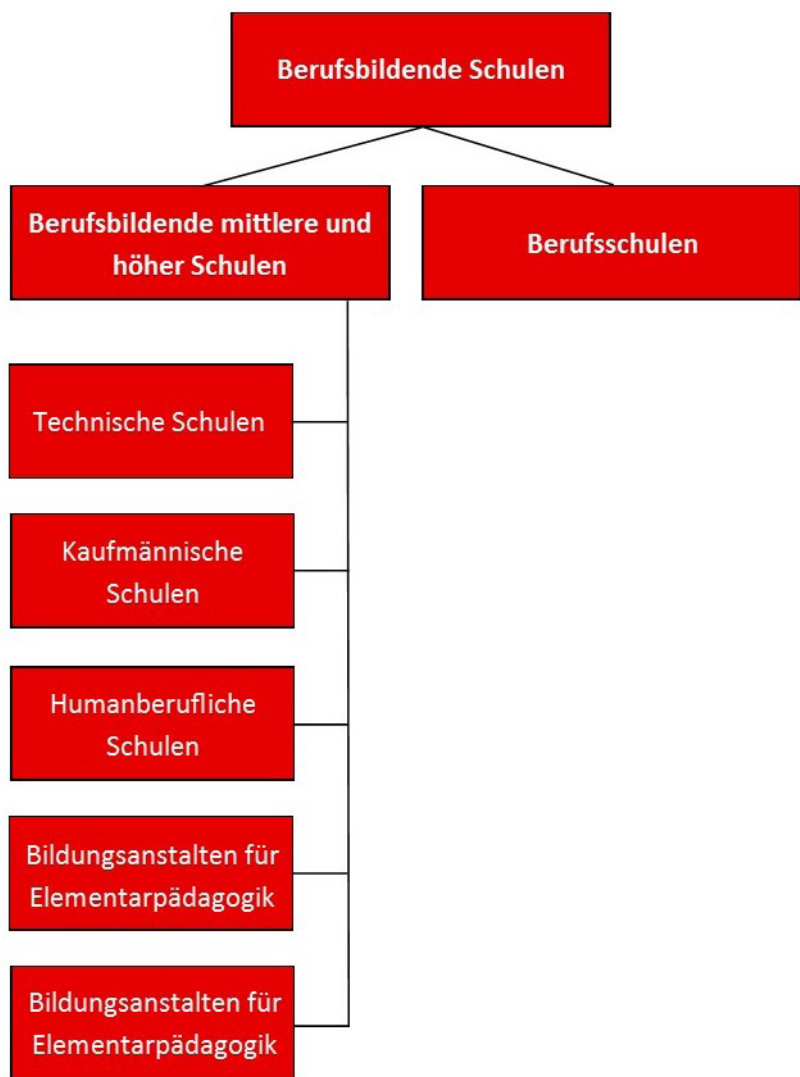 Berufsbildende Schulen
Berufsbildende mittlere und
höher Schulen
Berufsschulen
Technische Schulen
Kaufmännische
Schulen
Humanberufliche
Schulen
Bildungsanstalten für
Elementarpädagogik
Bildungsanstalten für
Elementarpädagogik